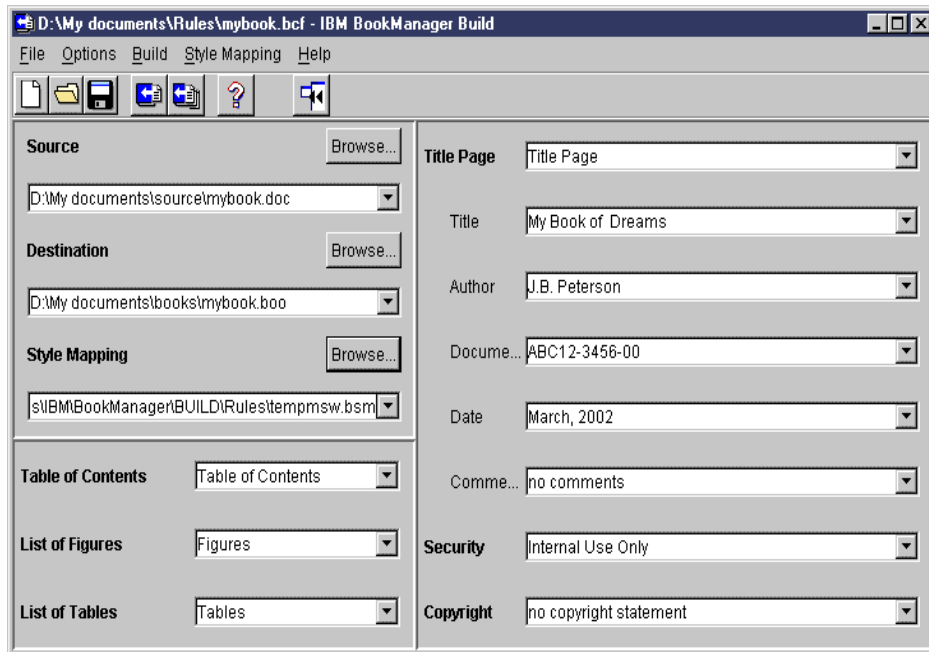 D:\My documents\Rules\mybook.bcf - IBM BookManager Build
File Options Build Style Mapping Help
Source Browse...
D:\My documents\source\mybook.doc
Destination Browse...
D:\My documents\books\mybook.boo
Style Mapping Browse...
s\IBM\BookManager\BUILD\Rules\tempmsw.bsm
Table of Contents Table of Contents
List of Figures Figures
List of Tables Tables
Title Page Title Page
Title My Book of Dreams
Author J.B. Peterson
Docume... ABC12-3456-00
Date March, 2002
Comme... no comments
Security Internal Use Only
Copyright no copyright statement